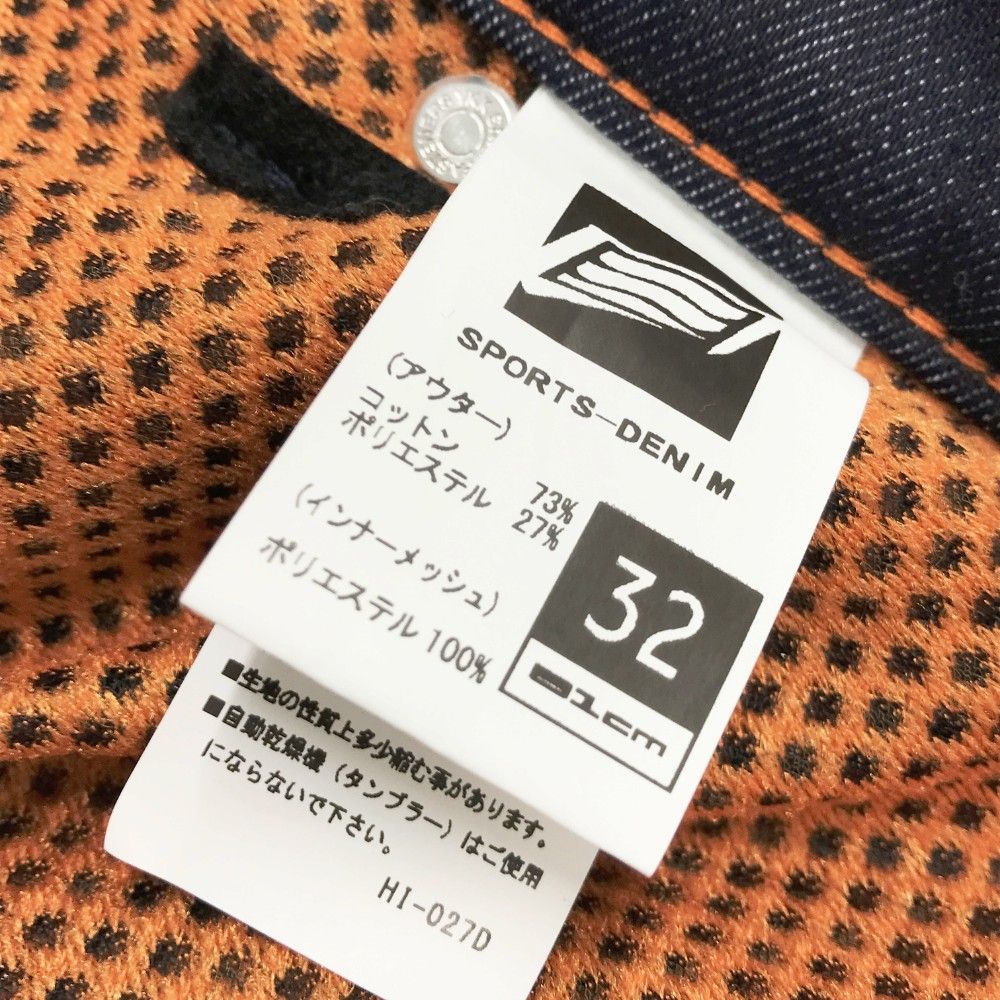 SPORTS-DENIM
(アウター)
コットン 73%
ポリエステル 27%
(インナーメッシュ)
ポリエステル 100%
32
81cm
■生地の性質上多少縮む事があります。
■自動乾燥機(タンブラー)はご使用
にならないで下さい。
HI-027D